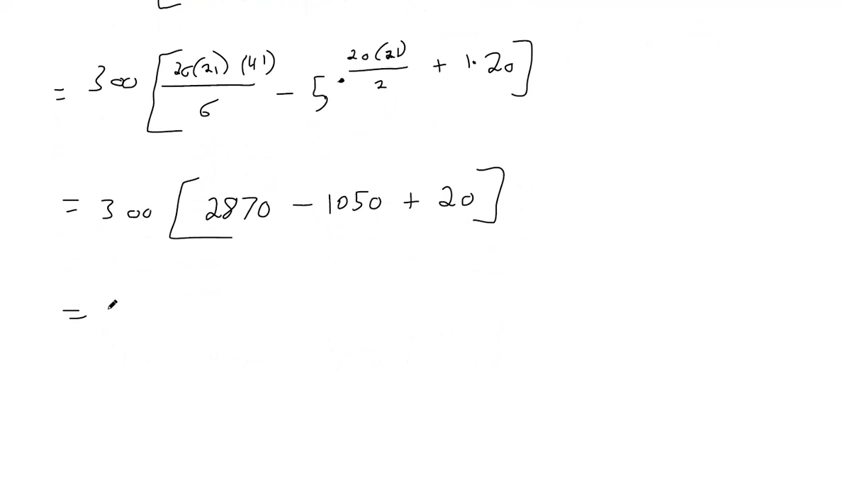 = 300 [ 20(21)(41)/6 - 5 · 20(21)/2 + 1·20 ]
= 300 [ 2870 - 1050 + 20 ]
=